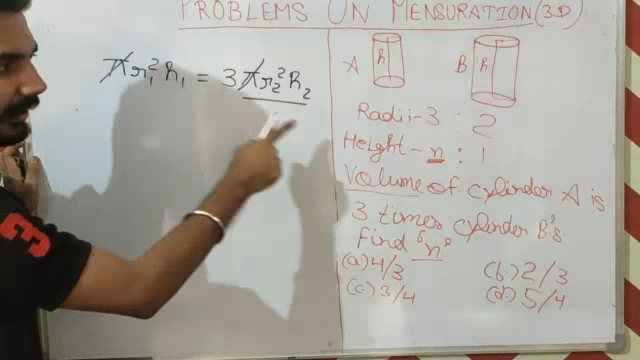 PROBLEMS ON MENSURATION (3D)
πr₁²h₁ = 3πr₂²h₂
A h B h
Radii - 3 : 2
Height - n : 1
Volume of cylinder A is
3 times cylinder B's
find "n"?
(a) 4/3 (b.) 2/3
(c) 3/4 (d.) 5/4
3